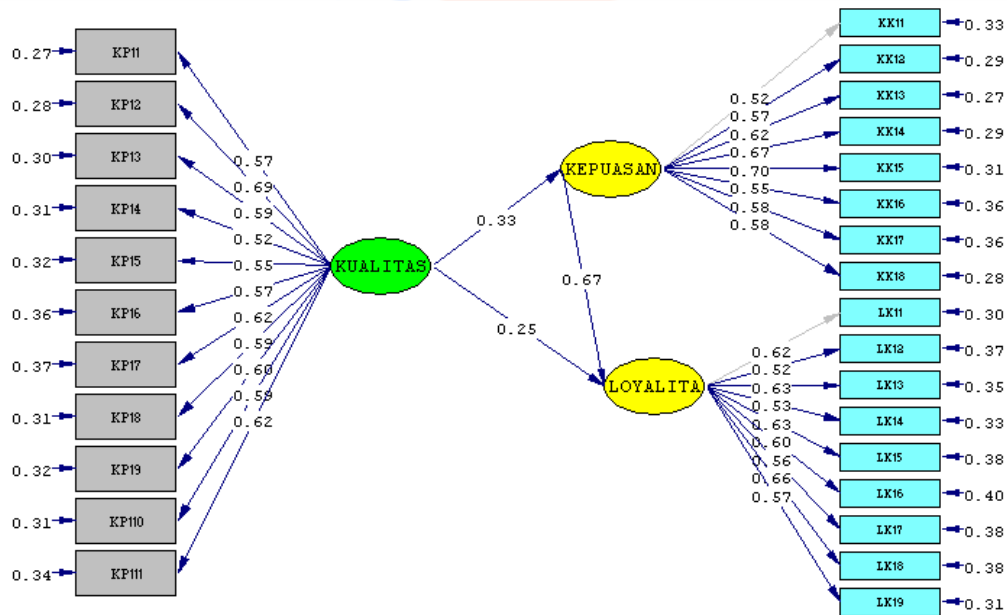 0.27 KP11
0.28 KP12
0.30 KP13
0.31 KP14
0.32 KP15
0.36 KP16
0.37 KP17
0.31 KP18
0.32 KP19
0.31 KP110
0.34 KP111
0.57
0.69
0.59
0.52
0.55
0.57
0.62
0.59
0.60
0.59
0.62
KUALITAS
0.33
0.25
KEPUASAN
0.67
LOYALITA
0.52
0.57
0.62
0.67
0.70
0.55
0.58
0.58
0.62
0.52
0.63
0.53
0.63
0.60
0.56
0.66
0.57
KK11 0.33
KK12 0.29
KK13 0.27
KK14 0.29
KK15 0.31
KK16 0.36
KK17 0.36
KK18 0.28
LK11 0.30
LK12 0.37
LK13 0.35
LK14 0.33
LK15 0.38
LK16 0.40
LK17 0.38
LK18 0.38
LK19 0.31